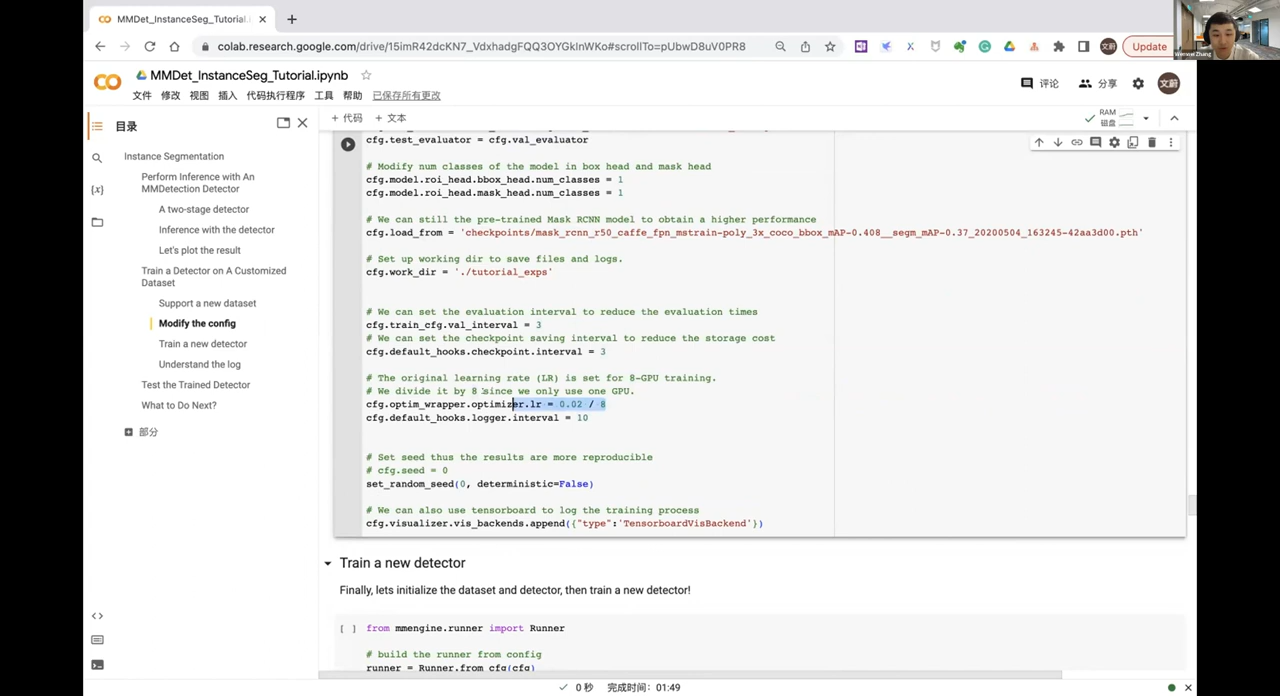 MMDet_InstanceSeg_Tutorial.i
colab.research.google.com/drive/15imR42dcKN7_VdxhadgFQQ3OYGklnWKo#scrollTo=pUbwD8uV0PR8
文蔚
Update
Wenwei Zhang
MMDet_InstanceSeg_Tutorial.ipynb
评论
分享
文蔚
文件 修改 视图 插入 代码执行程序 工具 帮助 已保存所有修改
目录
+ 代码 + 文本
RAM
磁盘
Instance Segmentation
Perform Inference with An
MMDetection Detector
A two-stage detector
Inference with the detector
Let's plot the result
Train a Detector on A Customized
Dataset
Support a new dataset
Modify the config
Train a new detector
Understand the log
Test the Trained Detector
What to Do Next?
部分
cfg.test_evaluator = cfg.val_evaluator
# Modify num classes of the model in box head and mask head
cfg.model.roi_head.bbox_head.num_classes = 1
cfg.model.roi_head.mask_head.num_classes = 1
# We can still the pre-trained Mask RCNN model to obtain a higher performance
cfg.load_from = 'checkpoints/mask_rcnn_r50_caffe_fpn_mstrain-poly_3x_coco_bbox_mAP-0.408__segm_mAP-0.37_20200504_163245-42aa3d00.pth'
# Set up working dir to save files and logs.
cfg.work_dir = './tutorial_exps'
# We can set the evaluation interval to reduce the evaluation times
cfg.train_cfg.val_interval = 3
# We can set the checkpoint saving interval to reduce the storage cost
cfg.default_hooks.checkpoint.interval = 3
# The original learning rate (LR) is set for 8-GPU training.
# We divide it by 8 since we only use one GPU.
cfg.optim_wrapper.optimizer.lr = 0.02 / 8
cfg.default_hooks.logger.interval = 10
# Set seed thus the results are more reproducible
# cfg.seed = 0
set_random_seed(0, deterministic=False)
# We can also use tensorboard to log the training process
cfg.visualizer.vis_backends.append({"type":'TensorboardVisBackend'})
Train a new detector
Finally, lets initialize the dataset and detector, then train a new detector!
[ ] from mmengine.runner import Runner
# build the runner from config
runner = Runner.from_cfg(cfg)
0 秒 完成时间：01:49